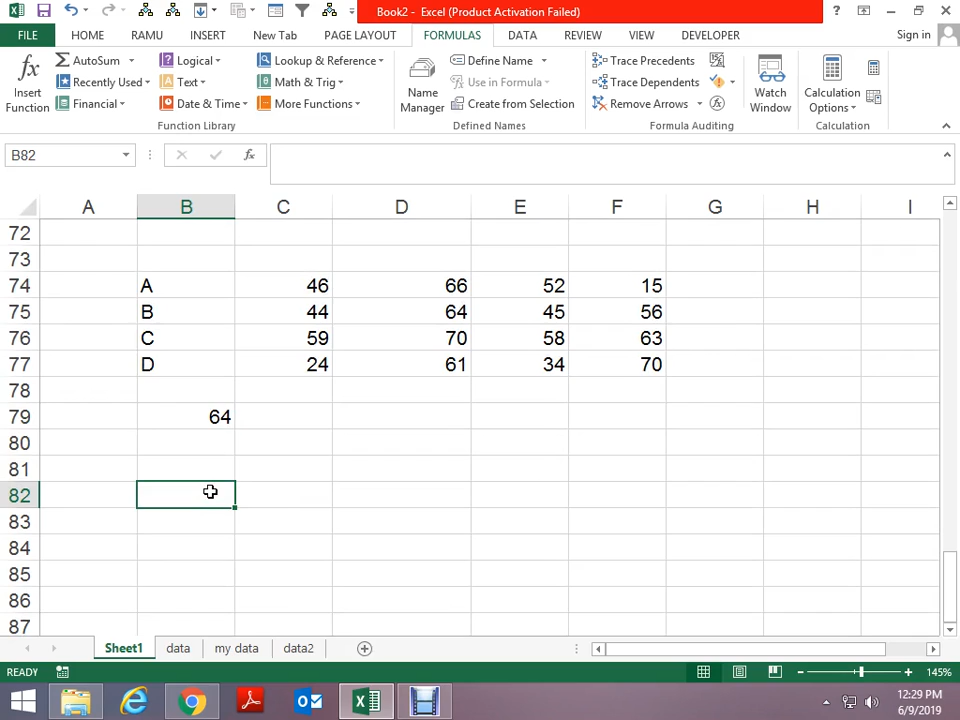 Book2 - Excel (Product Activation Failed)
?
FILE HOME RAMU INSERT New Tab PAGE LAYOUT FORMULAS DATA REVIEW VIEW DEVELOPER Sign in
fx Insert Function
Σ AutoSum
Recently Used
Financial
? Logical
A Text
Date & Time
Lookup & Reference
θ Math & Trig
More Functions
Function Library
Name Manager
Define Name
Use in Formula
Create from Selection
Defined Names
Trace Precedents
Trace Dependents
Remove Arrows
Formula Auditing
Watch Window
Calculation Options
Calculation
B82 fx
A B C D E F G H I
72
73
74 A 46 66 52 15
75 B 44 64 45 56
76 C 59 70 58 63
77 D 24 61 34 70
78
79 64
80
81
82
83
84
85
86
87
Sheet1 data my data data2
READY 145%
12:29 PM
6/9/2019